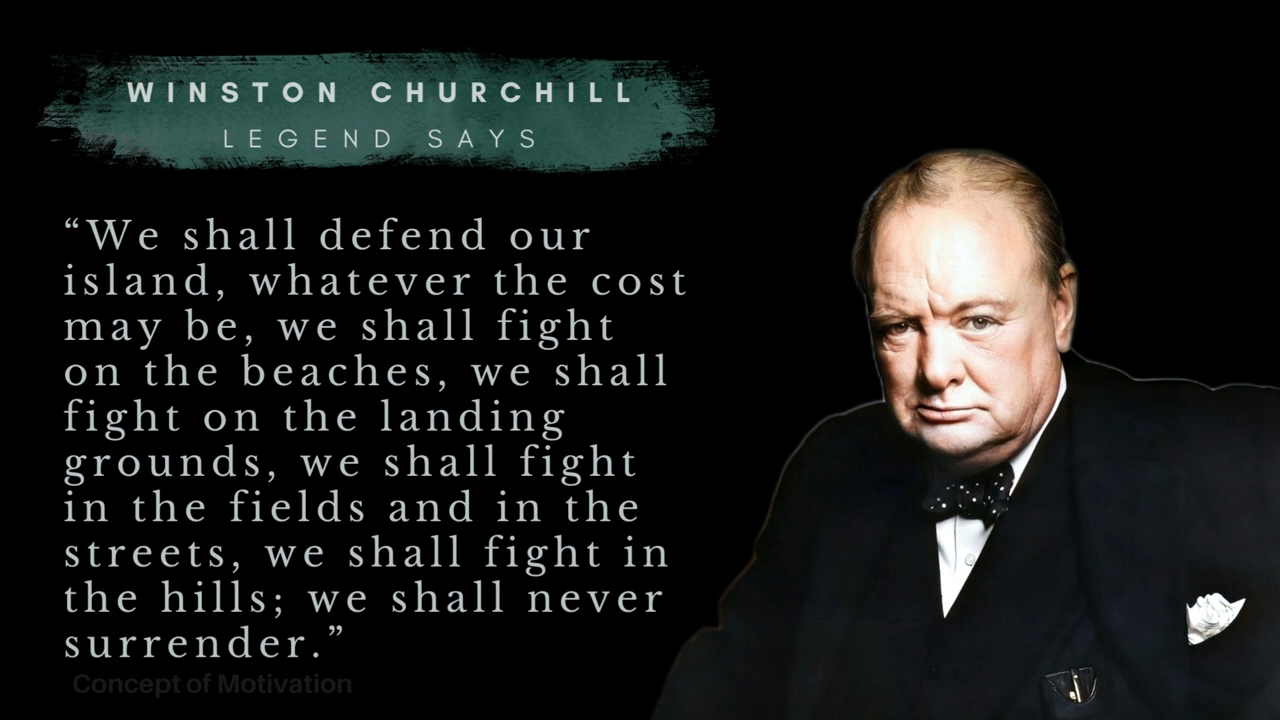 WINSTON CHURCHILL
LEGEND SAYS
“We shall defend our
island, whatever the cost
may be, we shall fight
on the beaches, we shall
fight on the landing
grounds, we shall fight
in the fields and in the
streets, we shall fight in
the hills; we shall never
surrender.”
Concept of Motivation